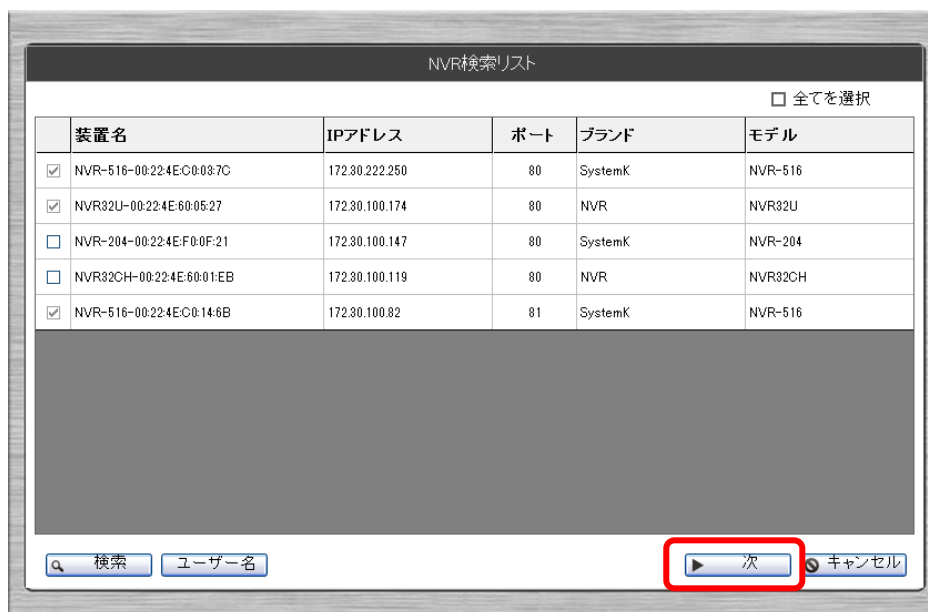 NVR検索リスト
全てを選択
装置名 IPアドレス ポート ブランド モデル
NVR-516-00:22:4E:C0:03:7C 172.30.222.250 80 SystemK NVR-516
NVR32U-00:22:4E:60:05:27 172.30.100.174 80 NVR NVR32U
NVR-204-00:22:4E:F0:0F:21 172.30.100.147 80 SystemK NVR-204
NVR32CH-00:22:4E:60:01:EB 172.30.100.119 80 NVR NVR32CH
NVR-516-00:22:4E:C0:14:6B 172.30.100.82 81 SystemK NVR-516
検索 ユーザー名 次 キャンセル